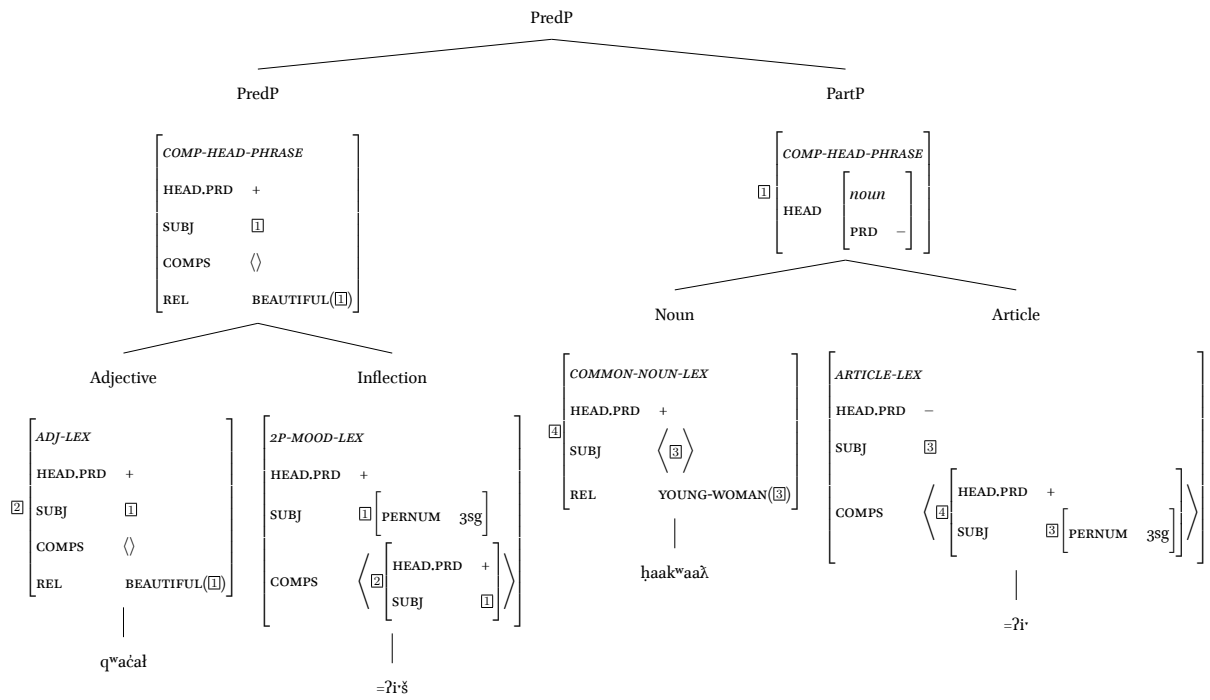 PredP
PredP
PartP
COMP-HEAD-PHRASE
HEAD.PRD +
SUBJ 1
COMPS ⟨⟩
REL BEAUTIFUL(1)
1
COMP-HEAD-PHRASE
HEAD
noun
PRD −
Adjective
Inflection
Noun
Article
2
ADJ-LEX
HEAD.PRD +
SUBJ 1
COMPS ⟨⟩
REL BEAUTIFUL(1)
qʷac̓ał
2P-MOOD-LEX
HEAD.PRD +
SUBJ 1 [PERNUM 3sg]
COMPS ⟨ 2 [HEAD.PRD +
SUBJ 1] ⟩
=ʔiˑš
4
COMMON-NOUN-LEX
HEAD.PRD +
SUBJ ⟨3⟩
REL YOUNG-WOMAN(3)
ḥaakʷaaƛ̓
ARTICLE-LEX
HEAD.PRD −
SUBJ 3
COMPS ⟨ 4 [HEAD.PRD +
SUBJ 3 [PERNUM 3sg]] ⟩
=ʔiˑ